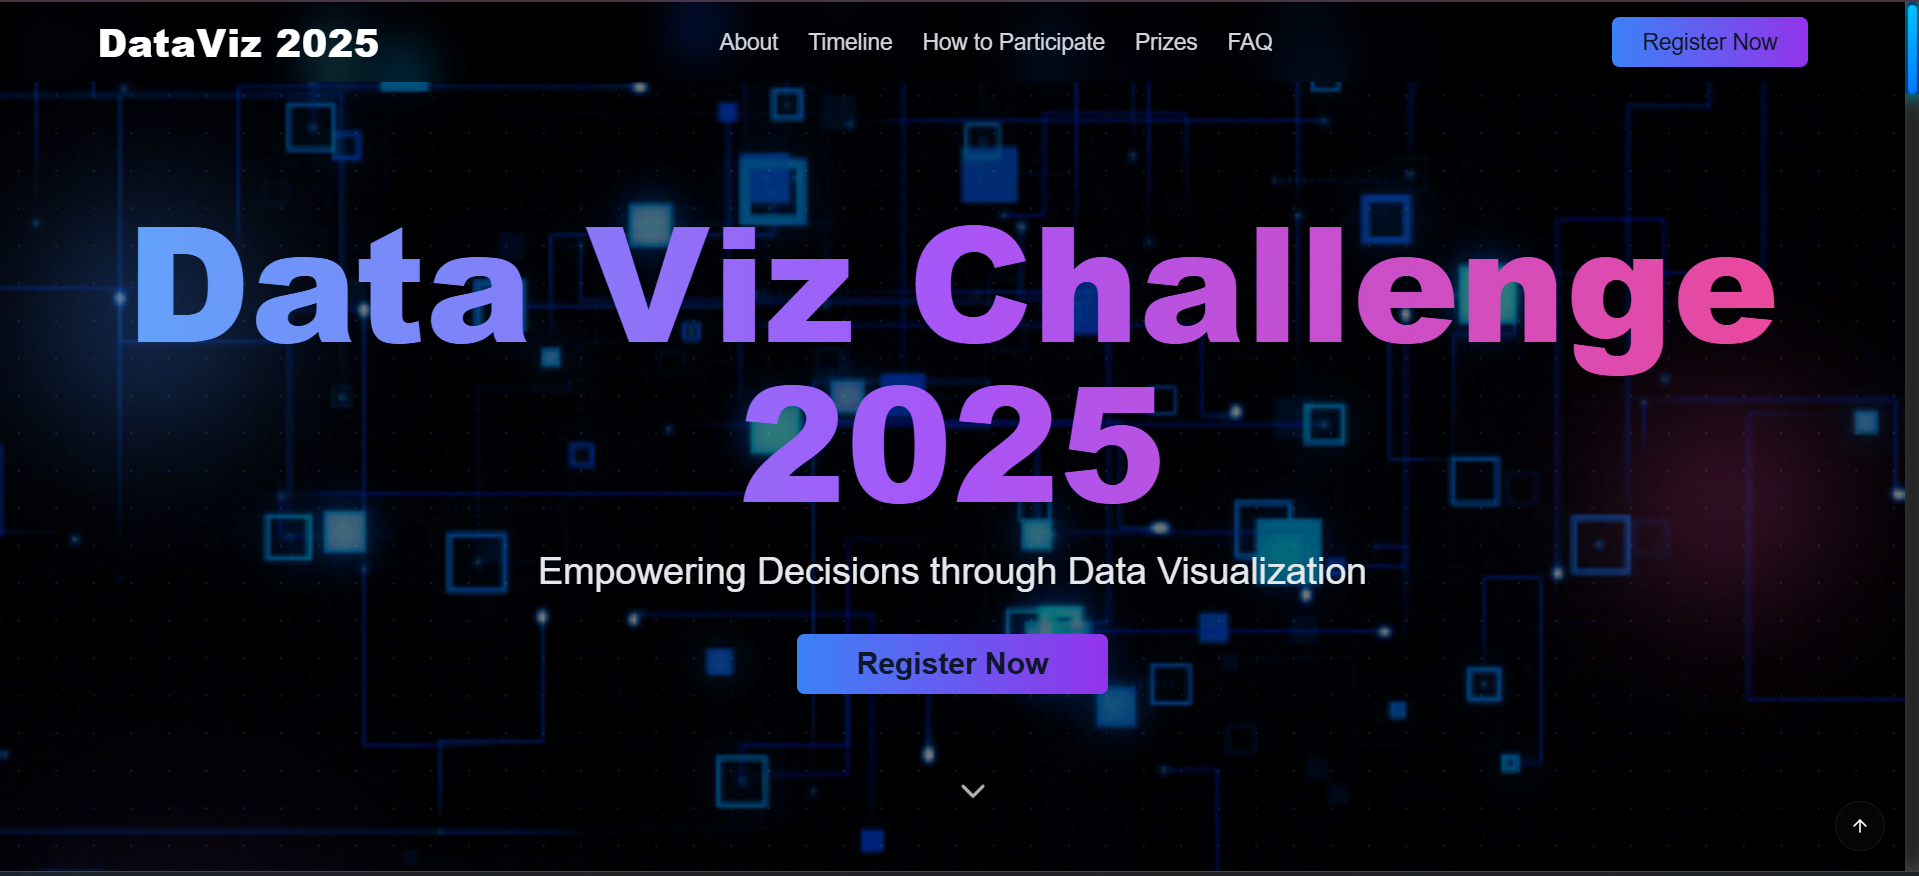 DataViz 2025
About
Timeline
How to Participate
Prizes
FAQ
Register Now
Data Viz Challenge
2025
Empowering Decisions through Data Visualization
Register Now